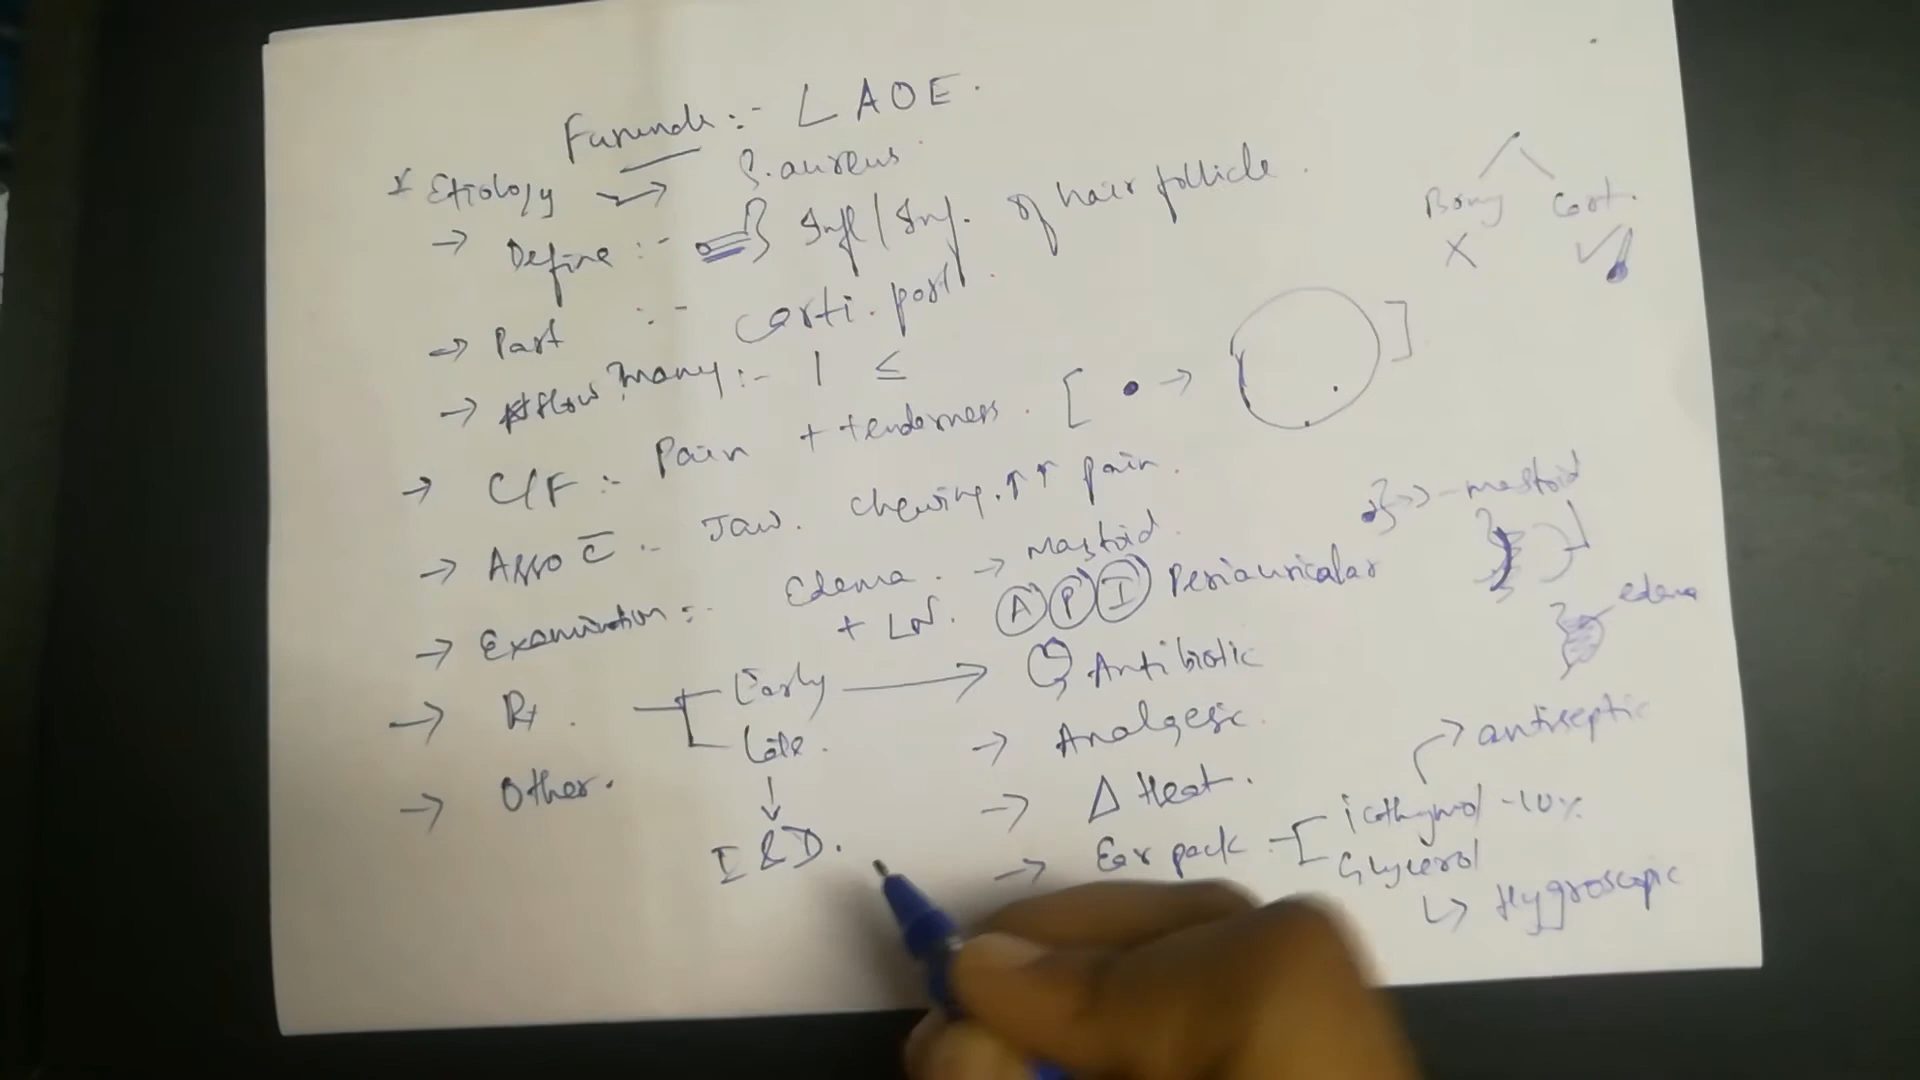 Furuncle :- LAOE.
* Etiology → S. aureus
→ Define :- Infl/Inf. of hair follicle.
Bony Cart.
X ✓
→ Part :- Carti. part.
→ How many :- 1 ≤
→ C/F :- Pain + tenderness. [ • → ]
→ Asso c̄ :- Jaw. Chewing. ↑↑ pain.
- mastoid
→ Examination :- Edema. → Mastoid.
+ LN. A P I Periauricular
edema
→ Rx. Early → Antibiotic
Late. → Analgesic.
→ antiseptic
→ Other. ↓ → Δ Heat.
I & D. → Ear pack :- icthymol -10%
Glycerol
↳ Hygroscopic